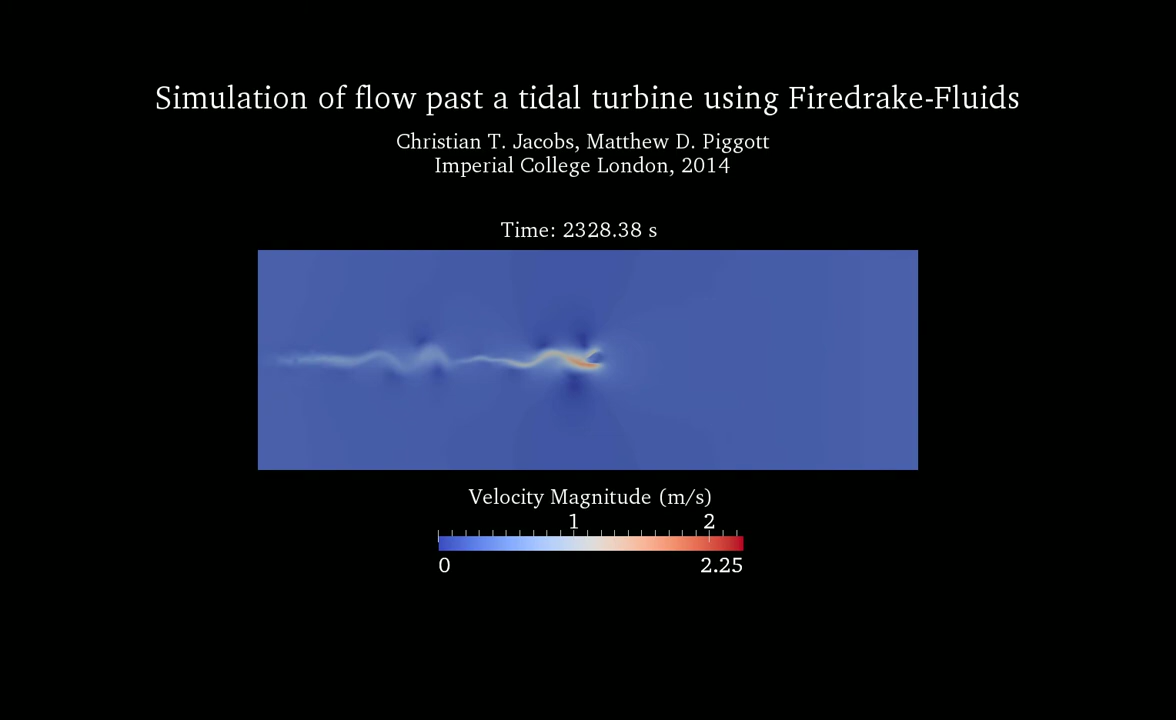 Simulation of flow past a tidal turbine using Firedrake-Fluids
Christian T. Jacobs, Matthew D. Piggott
Imperial College London, 2014
Time: 2328.38 s
Velocity Magnitude (m/s)
1 2
0 2.25